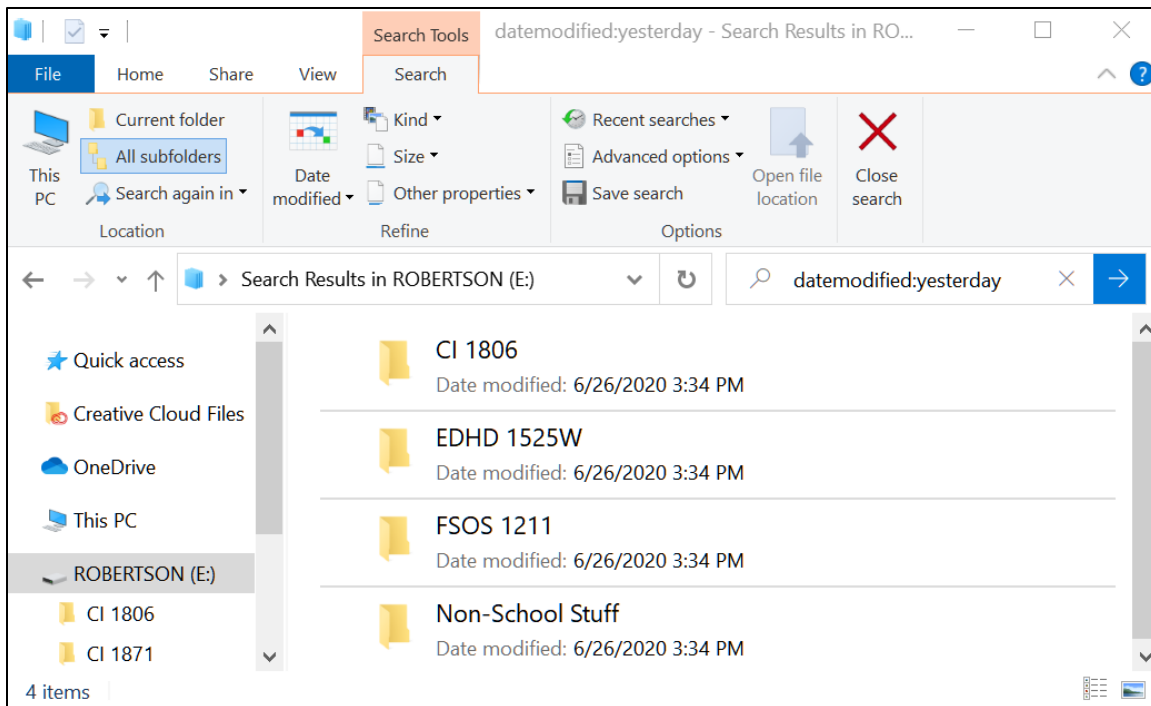 Search Tools
datemodified:yesterday - Search Results in RO...
File
Home
Share
View
Search
?
This PC
Current folder
All subfolders
Search again in
Location
Date modified
Kind
Size
Other properties
Refine
Recent searches
Advanced options
Save search
Open file location
Options
Close search
Search Results in ROBERTSON (E:)
datemodified:yesterday
Quick access
Creative Cloud Files
OneDrive
This PC
ROBERTSON (E:)
CI 1806
CI 1871
CI 1806
Date modified: 6/26/2020 3:34 PM
EDHD 1525W
Date modified: 6/26/2020 3:34 PM
FSOS 1211
Date modified: 6/26/2020 3:34 PM
Non-School Stuff
Date modified: 6/26/2020 3:34 PM
4 items